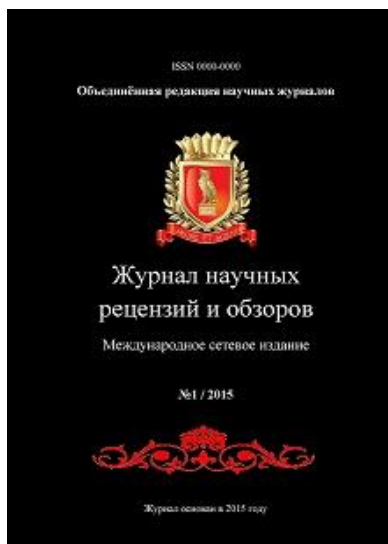 ISSN 0000-0000
Объединённая редакция научных журналов
Журнал научных
рецензий и обзоров
Международное сетевое издание
№1 / 2015
Журнал основан в 2015 году